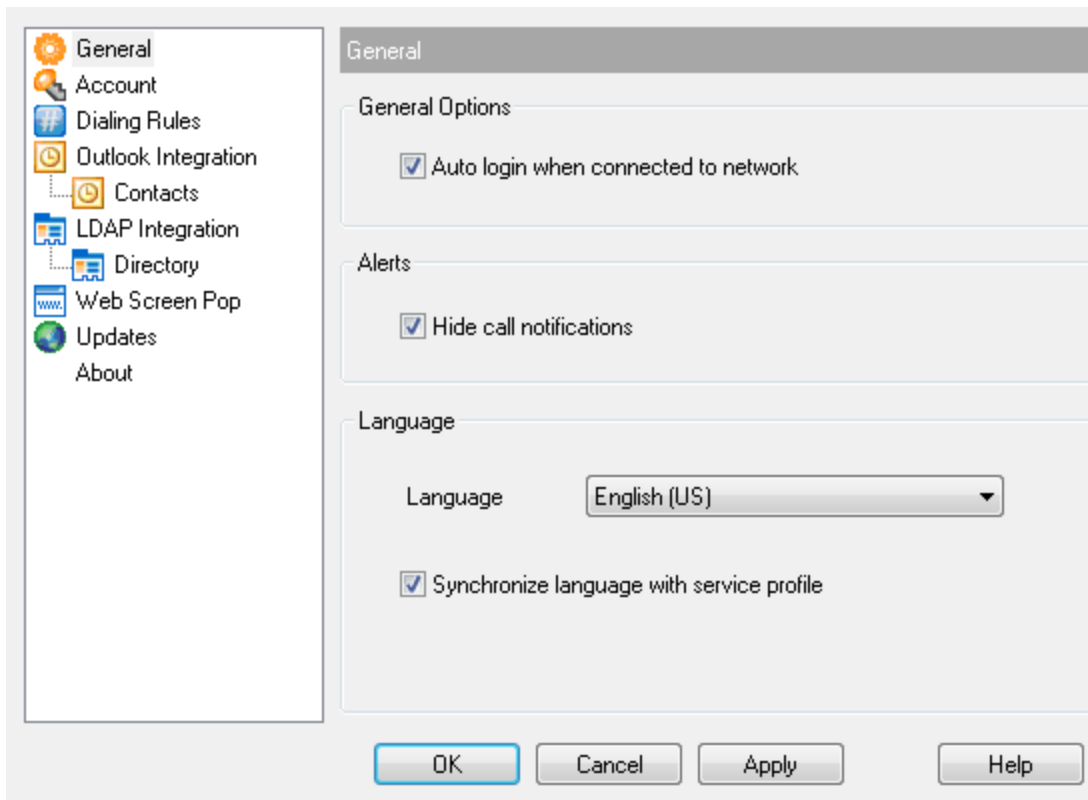 General
Account
Dialing Rules
Outlook Integration
Contacts
LDAP Integration
Directory
www.
Web Screen Pop
Updates
About
General
General Options
Auto login when connected to network
Alerts
Hide call notifications
Language
Language English (US)
Synchronize language with service profile
OK Cancel Apply Help